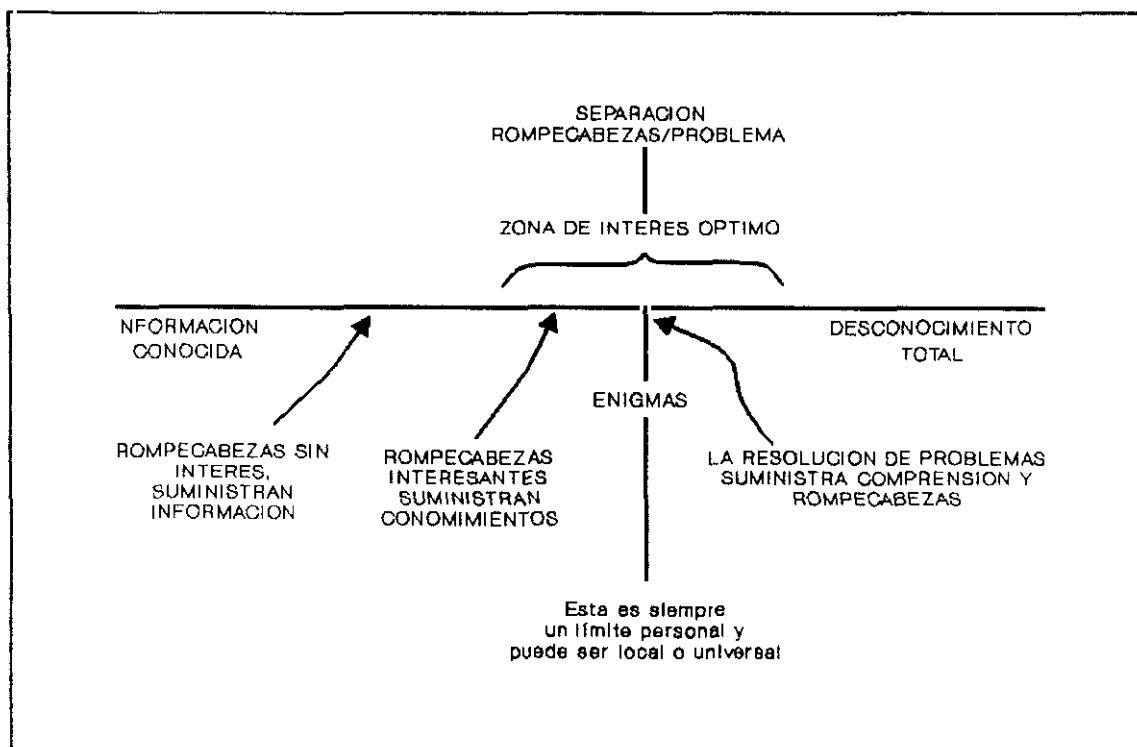 SEPARACION
ROMPECABEZAS/PROBLEMA
ZONA DE INTERES OPTIMO
NFORMACION
CONOCIDA
DESCONOCIMIENTO
TOTAL
ENIGMAS
ROMPECABEZAS SIN
INTERES,
SUMINISTRAN
INFORMACION
ROMPECABEZAS
INTERESANTES
SUMINISTRAN
CONOMIMIENTOS
LA RESOLUCION DE PROBLEMAS
SUMINISTRA COMPRENSION Y
ROMPECABEZAS
Esta es siempre
un límite personal y
puede ser local o universal